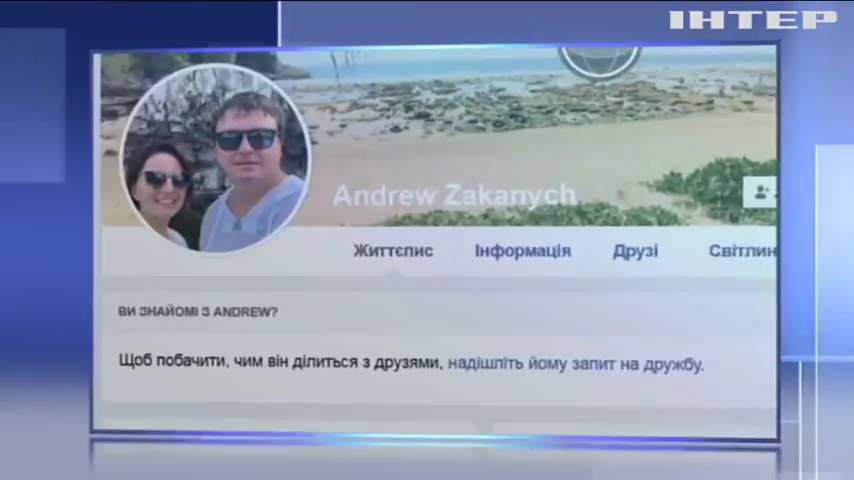 ІНТЕР
Andrew Zakanych
Життєпис Інформація Друзі Світлин
ВИ ЗНАЙОМІ З ANDREW?
Щоб побачити, чим він ділиться з друзями, надішліть йому запит на дружбу.